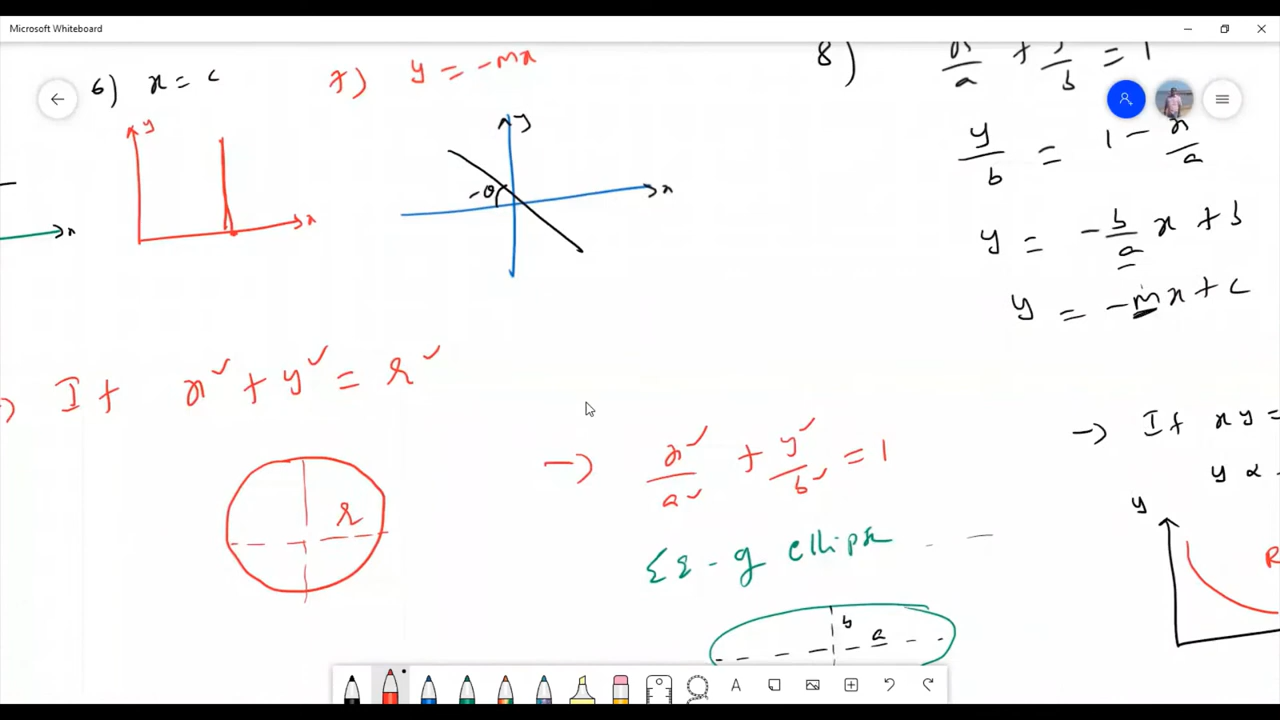 Microsoft Whiteboard
6) x = c
y
x
x
7) y = -mx
y
x
-θ
8) x/a + y/b = 1
y/b = 1 - x/a
y = - b/a x + b
y = -mx + c
If x² + y² = r²
r
→ x²/a² + y²/b² = 1
Eq - g ellipse
b
a
→ If xy =
y ∝
y
R
A